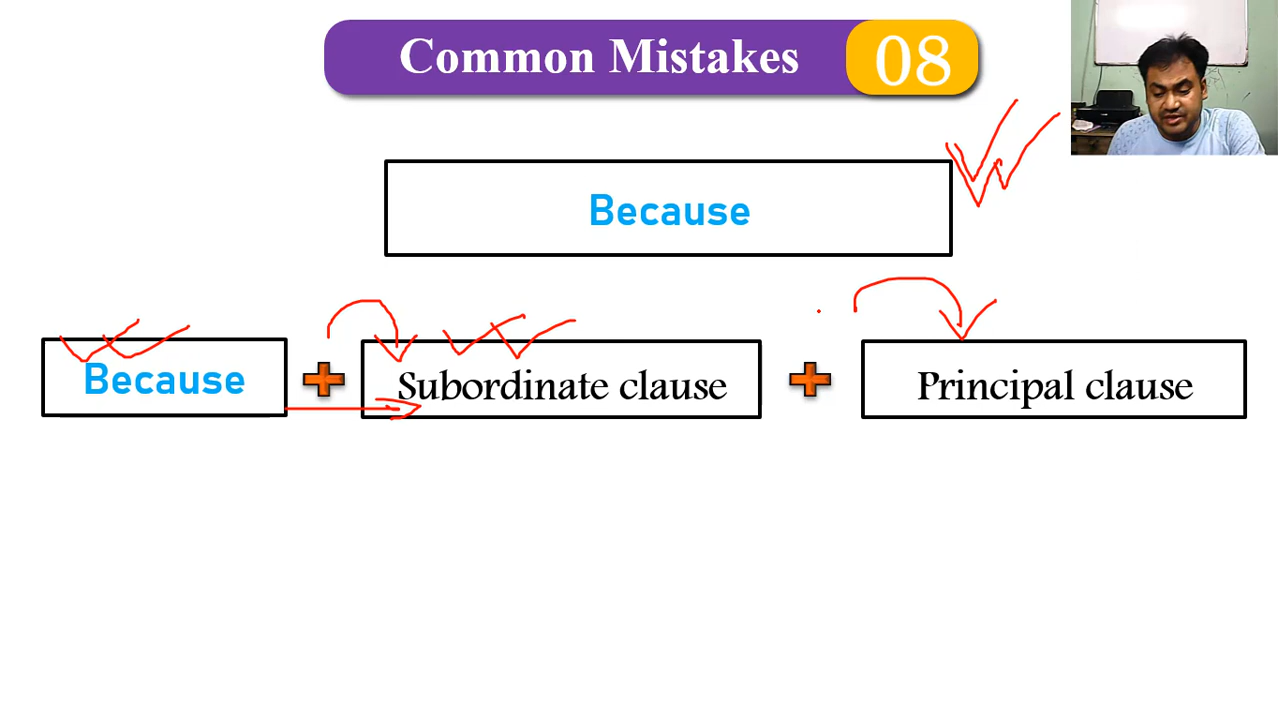 Common Mistakes 08
Because
Because + Subordinate clause + Principal clause